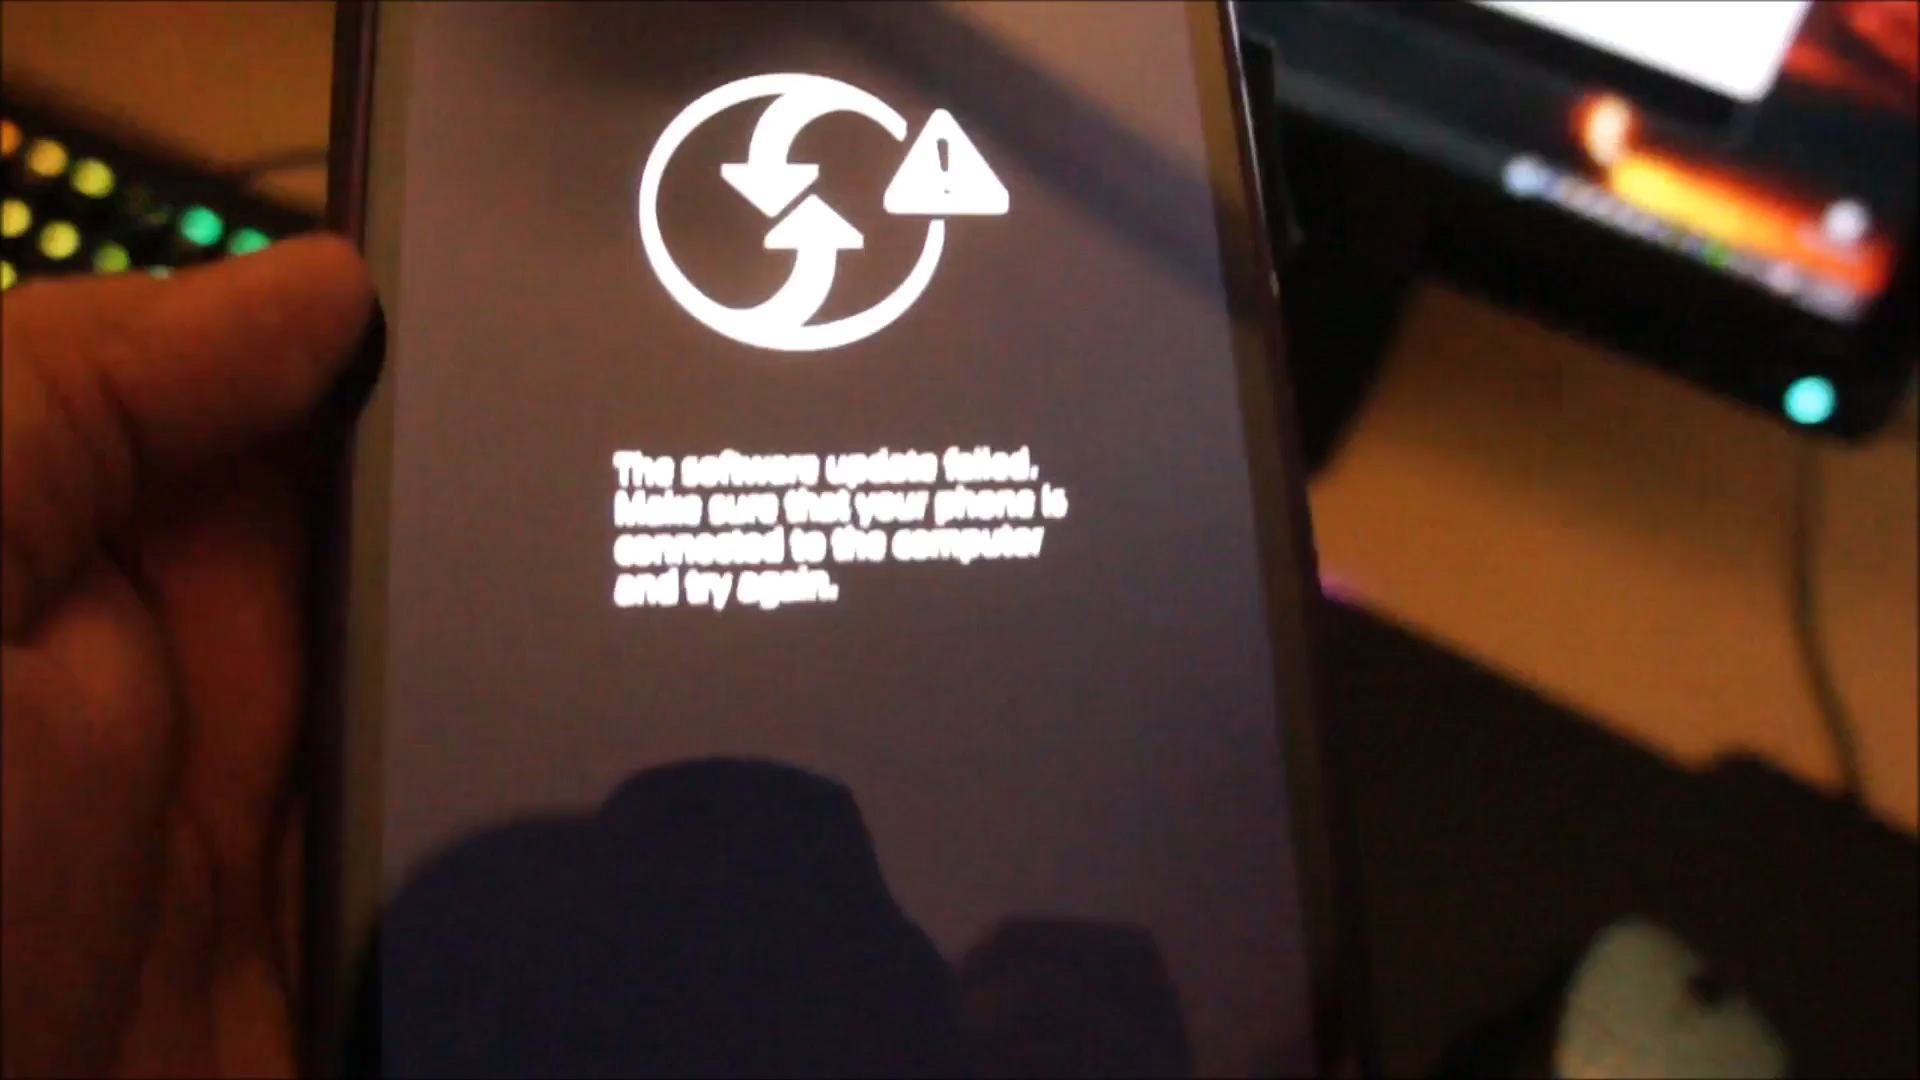 The software update failed.
Make sure that your phone is
connected to the computer
and try again.